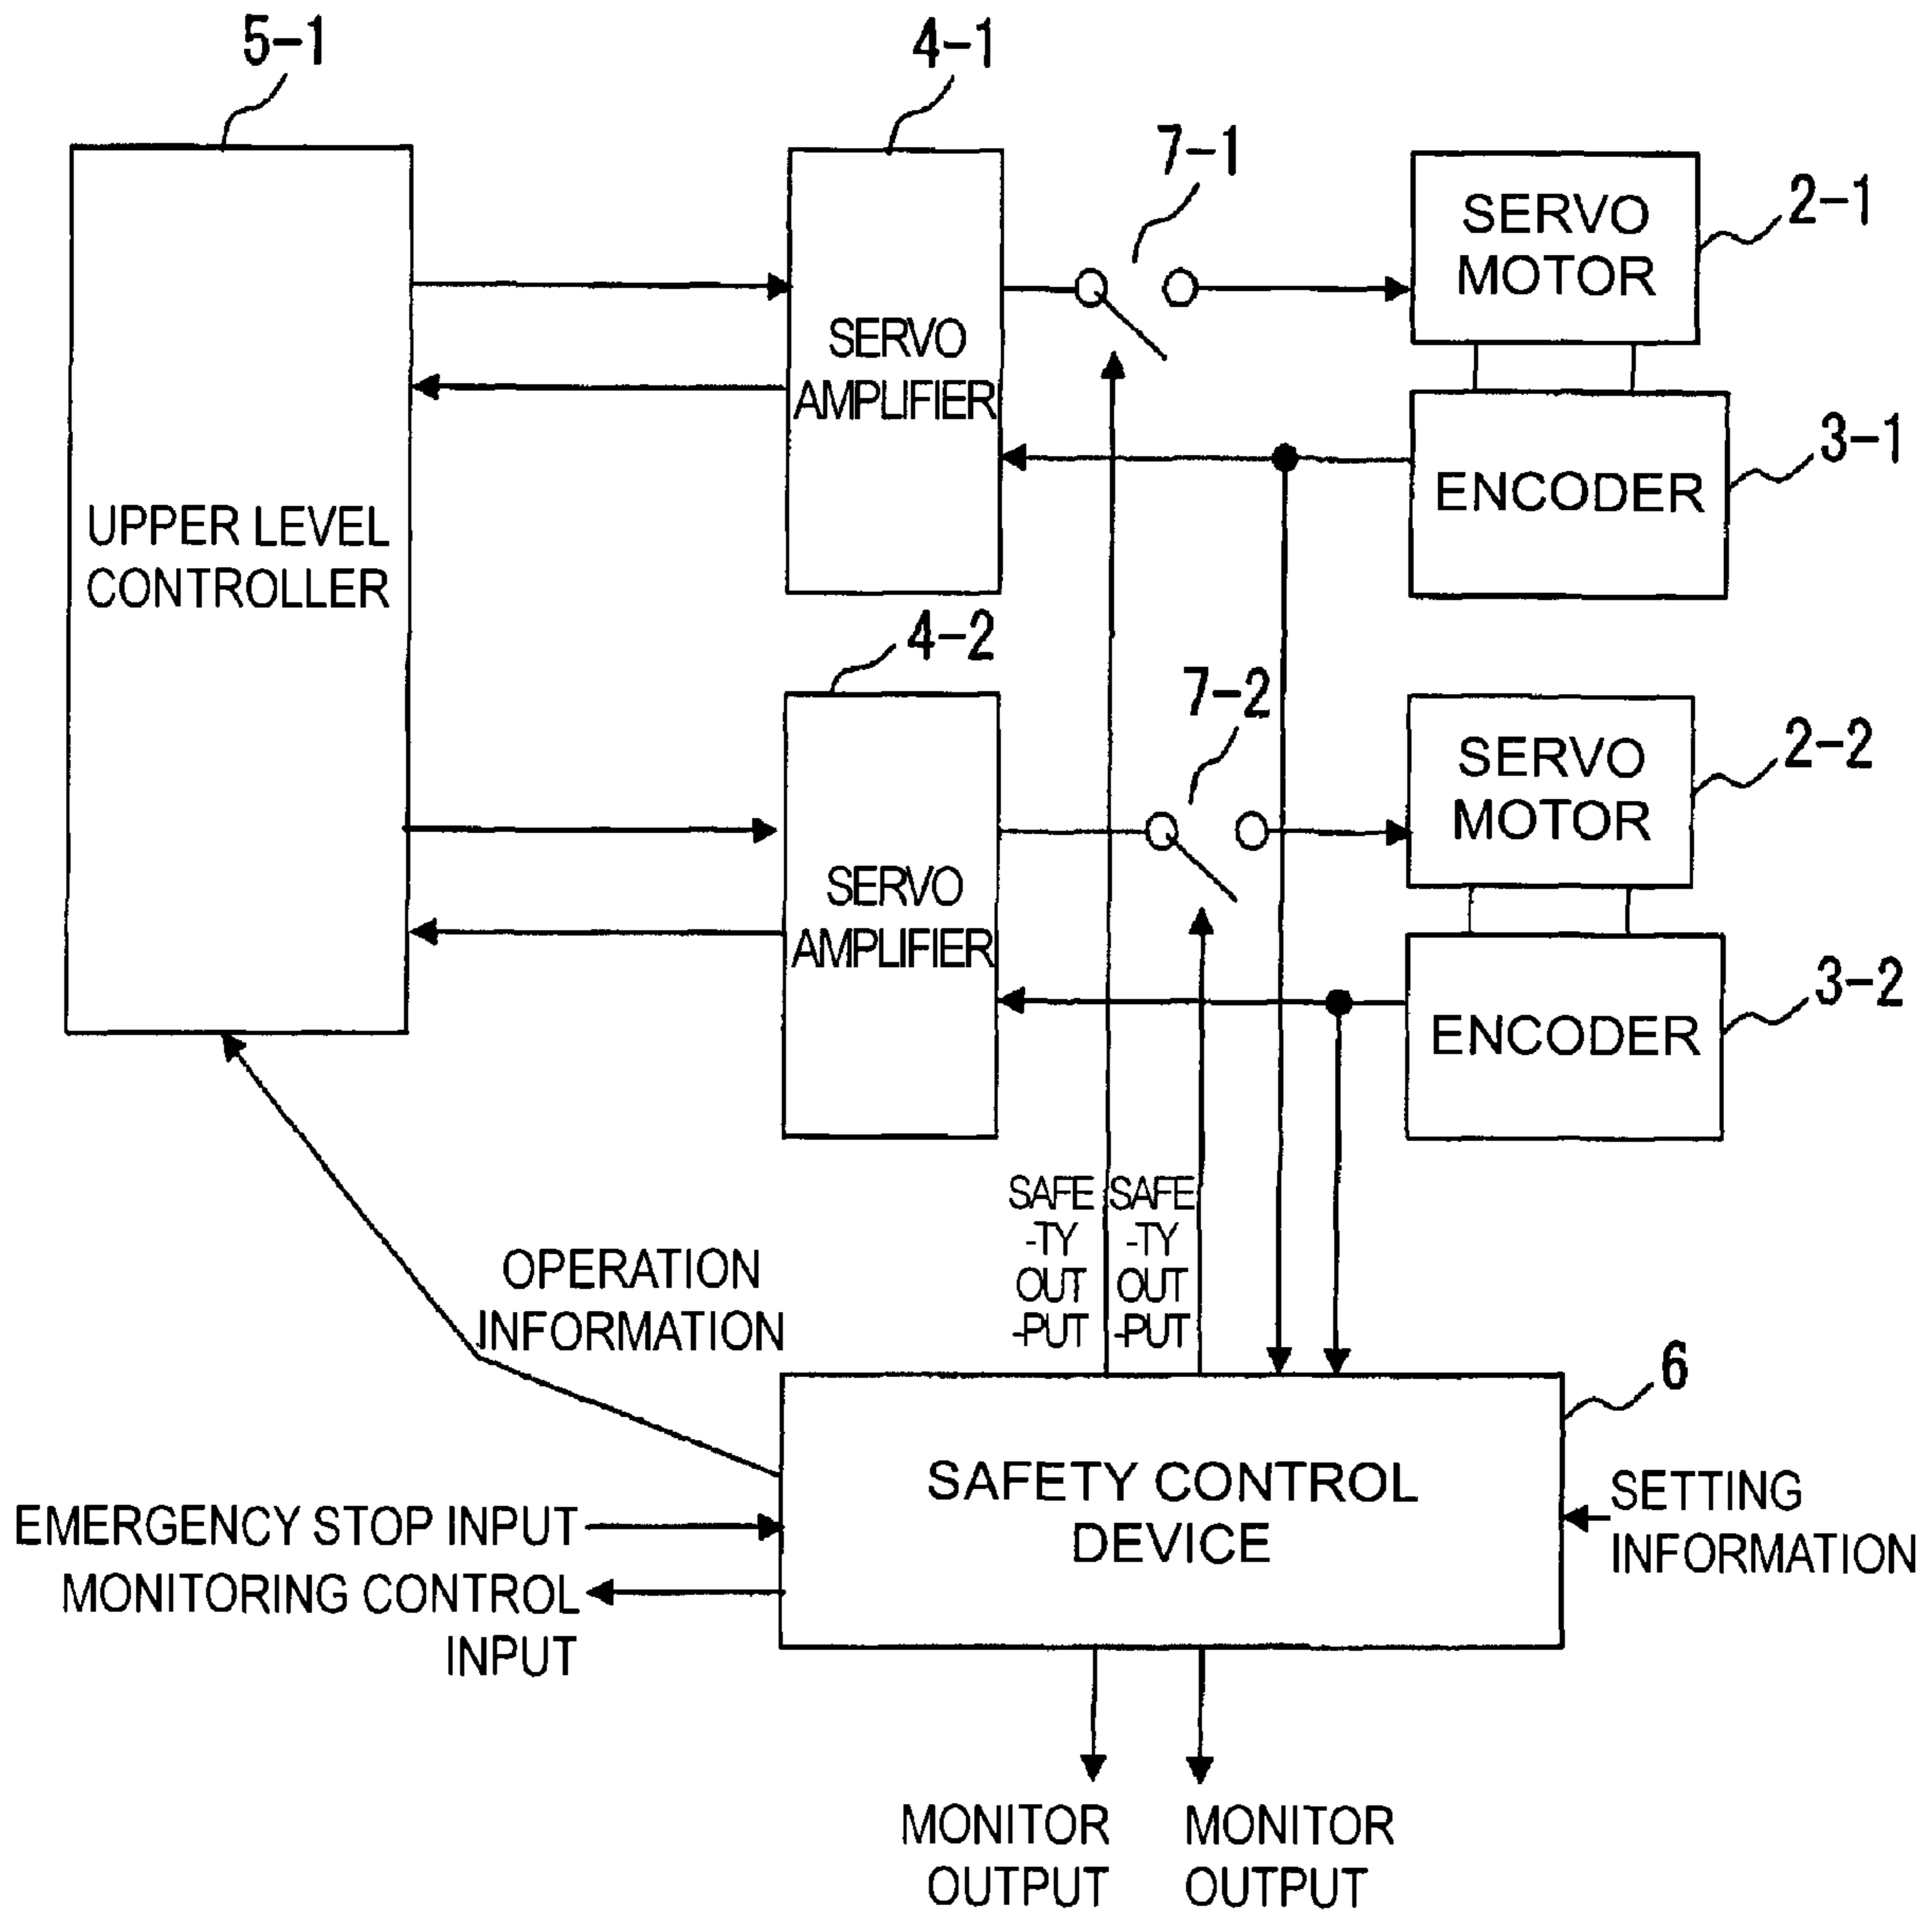 5-1
4-1
7-1
SERVO
MOTOR
2-1
SERVO
AMPLIFIER
3-1
ENCODER
UPPER LEVEL
CONTROLLER
4-2
7-2
SERVO
MOTOR
2-2
SERVO
AMPLIFIER
3-2
ENCODER
SAFE
-TY
OUT
-PUT
SAFE
-TY
OUT
-PUT
OPERATION
INFORMATION
6
SAFETY CONTROL
DEVICE
SETTING
INFORMATION
EMERGENCY STOP INPUT
MONITORING CONTROL
INPUT
MONITOR
OUTPUT
MONITOR
OUTPUT